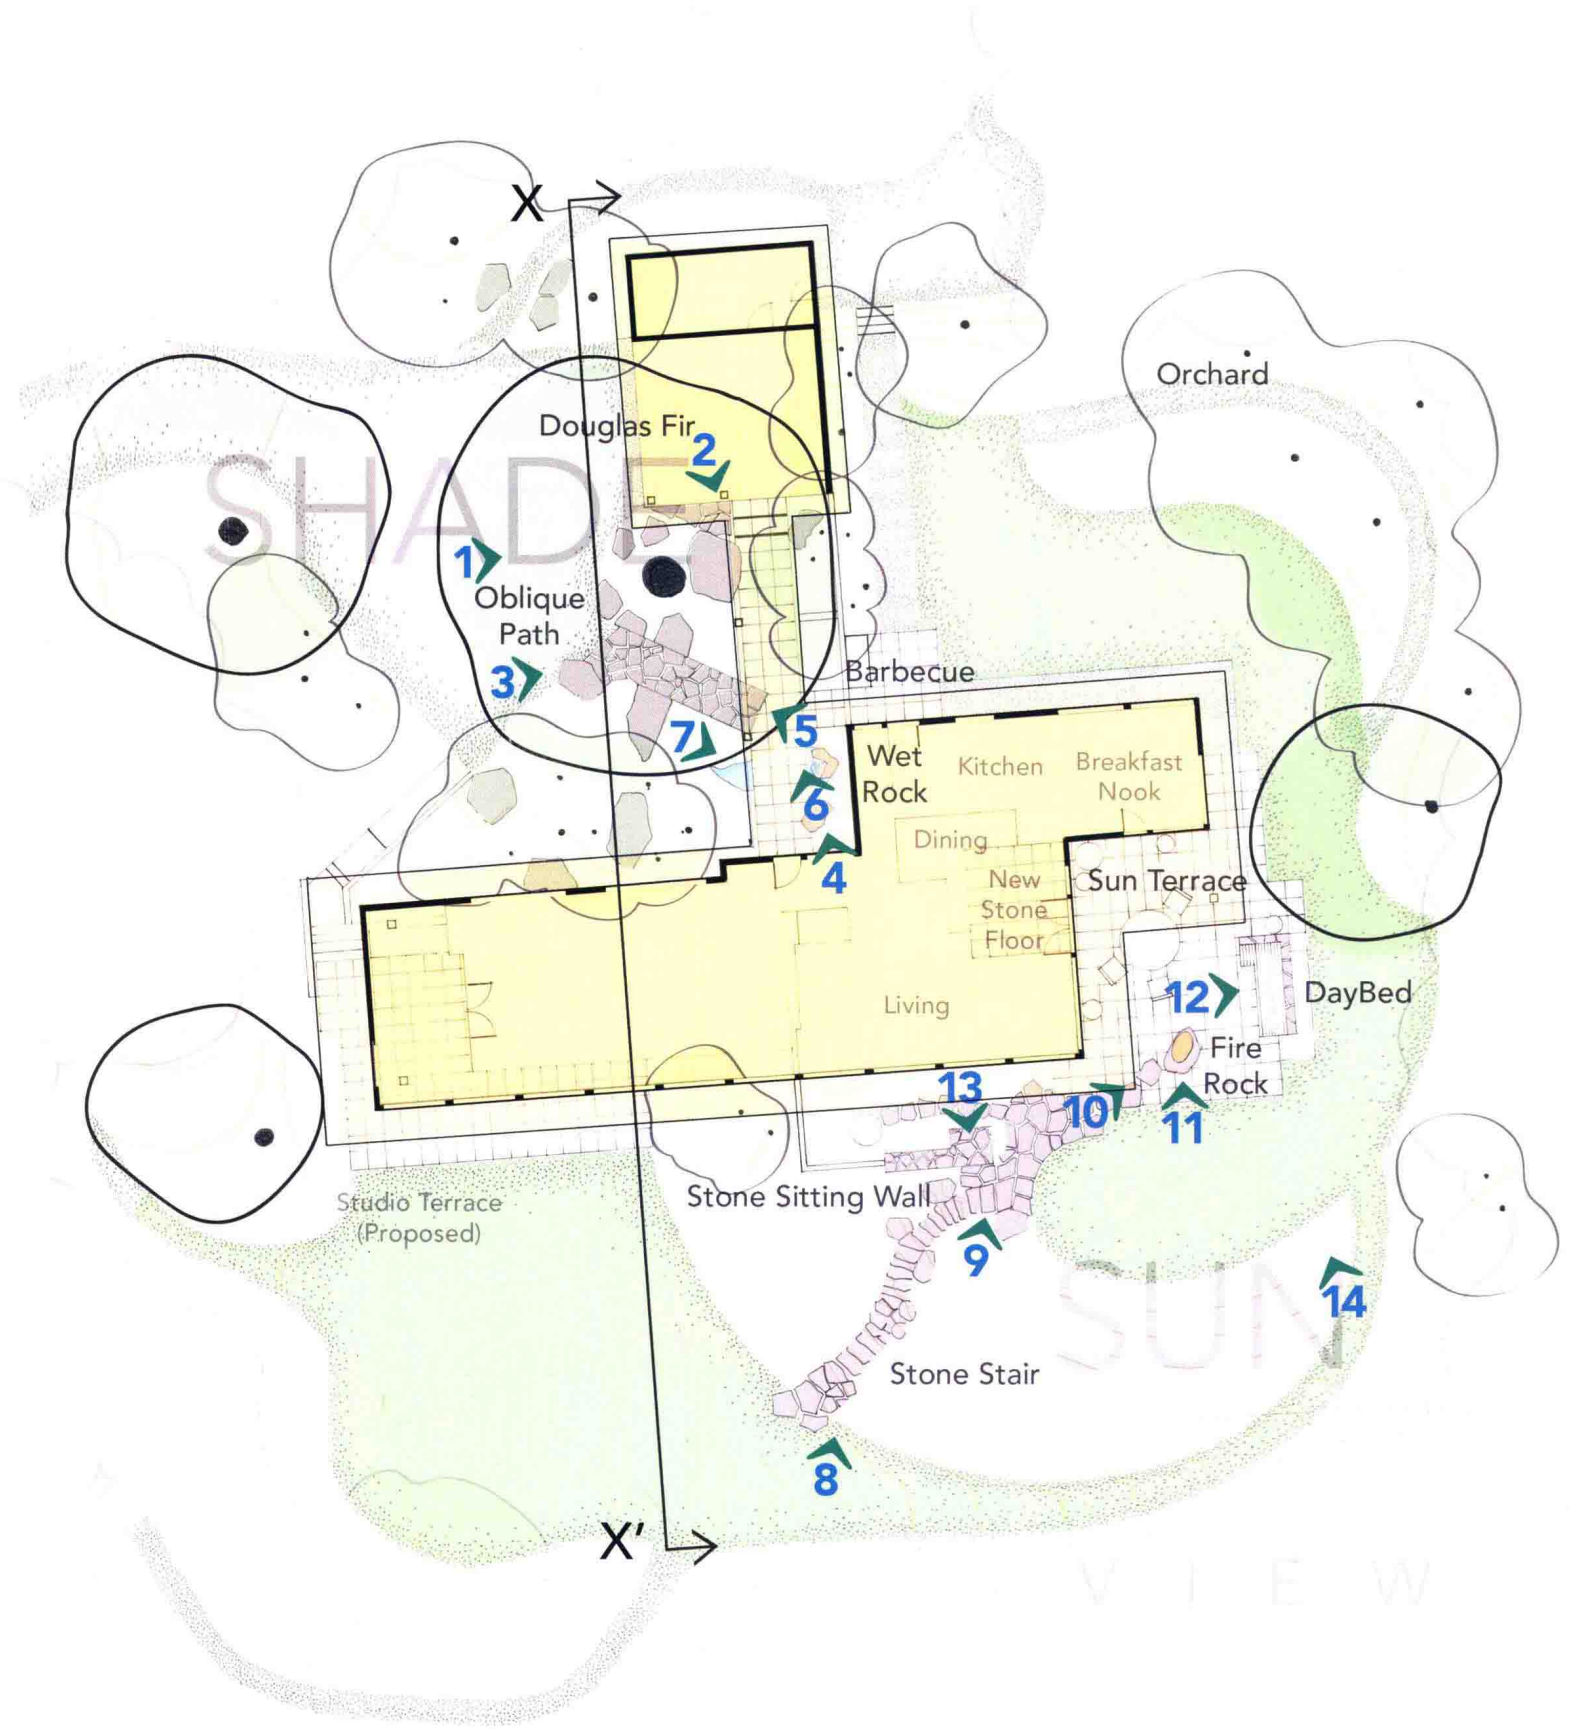 X
Orchard
Douglas Fir
2
SHADE
1
Oblique
Path
3
Barbecue
7
5
Wet
Rock
Kitchen
Breakfast
Nook
6
Dining
4
New
Stone
Floor
Sun Terrace
Living
12
DayBed
Fire
Rock
13
10
11
Studio Terrace
(Proposed)
Stone Sitting Wall
9
SUN
14
Stone Stair
8
X'
VIEW